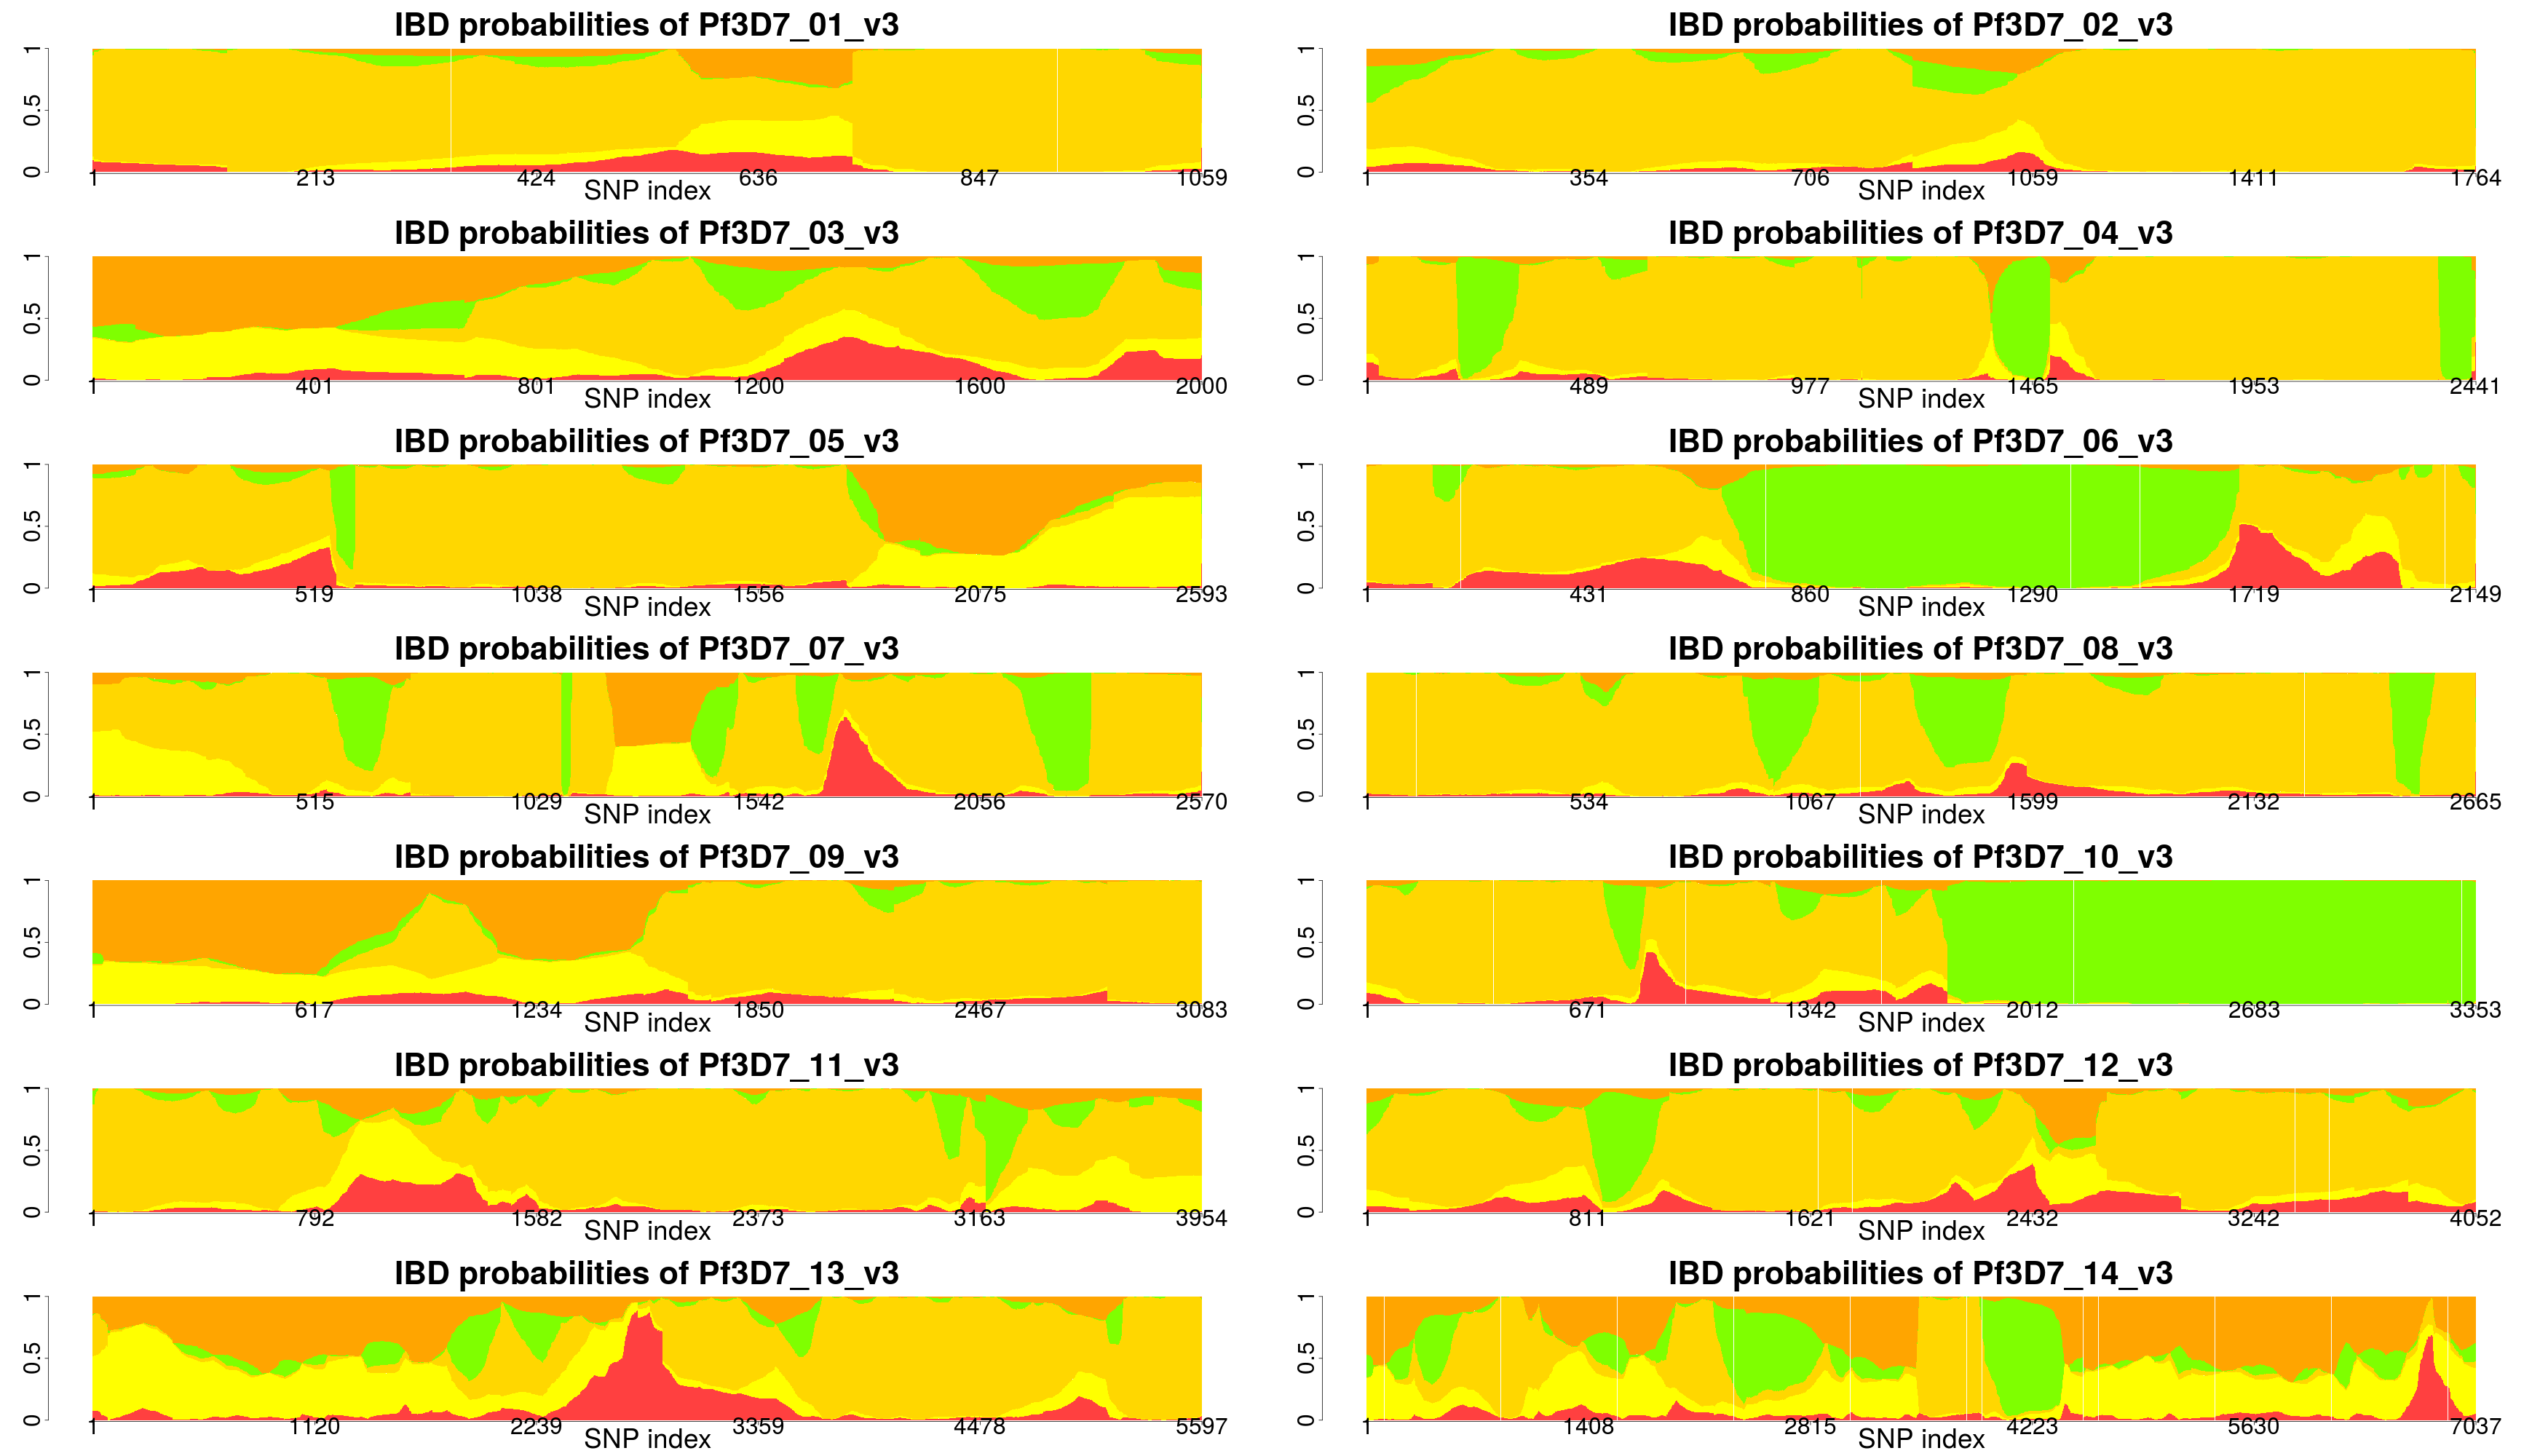 IBD probabilities of Pf3D7_01_v3
0 0.5 1
1 213 424 636 847 1059
SNP index
IBD probabilities of Pf3D7_02_v3
0 0.5 1
1 354 706 1059 1411 1764
SNP index
IBD probabilities of Pf3D7_03_v3
0 0.5 1
1 401 801 1200 1600 2000
SNP index
IBD probabilities of Pf3D7_04_v3
0 0.5 1
1 489 977 1465 1953 2441
SNP index
IBD probabilities of Pf3D7_05_v3
0 0.5 1
1 519 1038 1556 2075 2593
SNP index
IBD probabilities of Pf3D7_06_v3
0 0.5 1
1 431 860 1290 1719 2149
SNP index
IBD probabilities of Pf3D7_07_v3
0 0.5 1
1 515 1029 1542 2056 2570
SNP index
IBD probabilities of Pf3D7_08_v3
0 0.5 1
1 534 1067 1599 2132 2665
SNP index
IBD probabilities of Pf3D7_09_v3
0 0.5 1
1 617 1234 1850 2467 3083
SNP index
IBD probabilities of Pf3D7_10_v3
0 0.5 1
1 671 1342 2012 2683 3353
SNP index
IBD probabilities of Pf3D7_11_v3
0 0.5 1
1 792 1582 2373 3163 3954
SNP index
IBD probabilities of Pf3D7_12_v3
0 0.5 1
1 811 1621 2432 3242 4052
SNP index
IBD probabilities of Pf3D7_13_v3
0 0.5 1
1 1120 2239 3359 4478 5597
SNP index
IBD probabilities of Pf3D7_14_v3
0 0.5 1
1 1408 2815 4223 5630 7037
SNP index